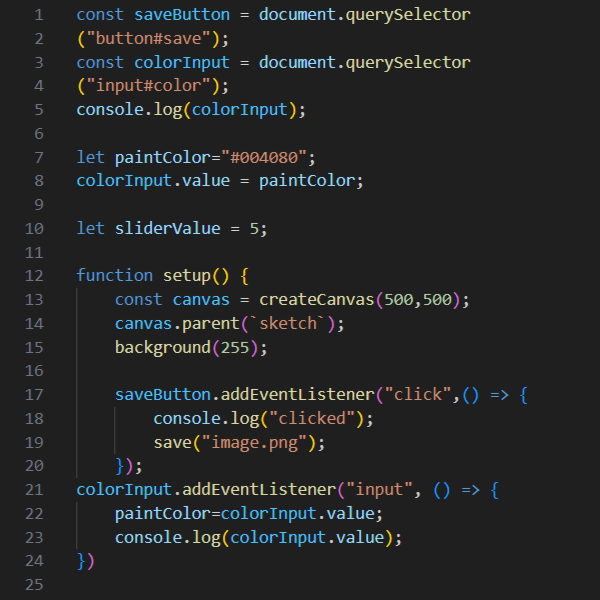 1 const saveButton = document.querySelector
2 ("button#save");
3 const colorInput = document.querySelector
4 ("input#color");
5 console.log(colorInput);
6
7 let paintColor="#004080";
8 colorInput.value = paintColor;
9
10 let sliderValue = 5;
11
12 function setup() {
13     const canvas = createCanvas(500,500);
14     canvas.parent(`sketch`);
15     background(255);
16
17     saveButton.addEventListener("click",() => {
18         console.log("clicked");
19         save("image.png");
20     });
21 colorInput.addEventListener("input", () => {
22     paintColor=colorInput.value;
23     console.log(colorInput.value);
24 })
25